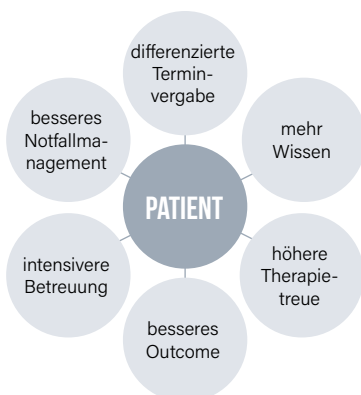 differenzierte
Termin-
vergabe
besseres
Notfallma-
nagement
mehr
Wissen
PATIENT
intensivere
Betreuung
höhere
Therapie-
treue
besseres
Outcome